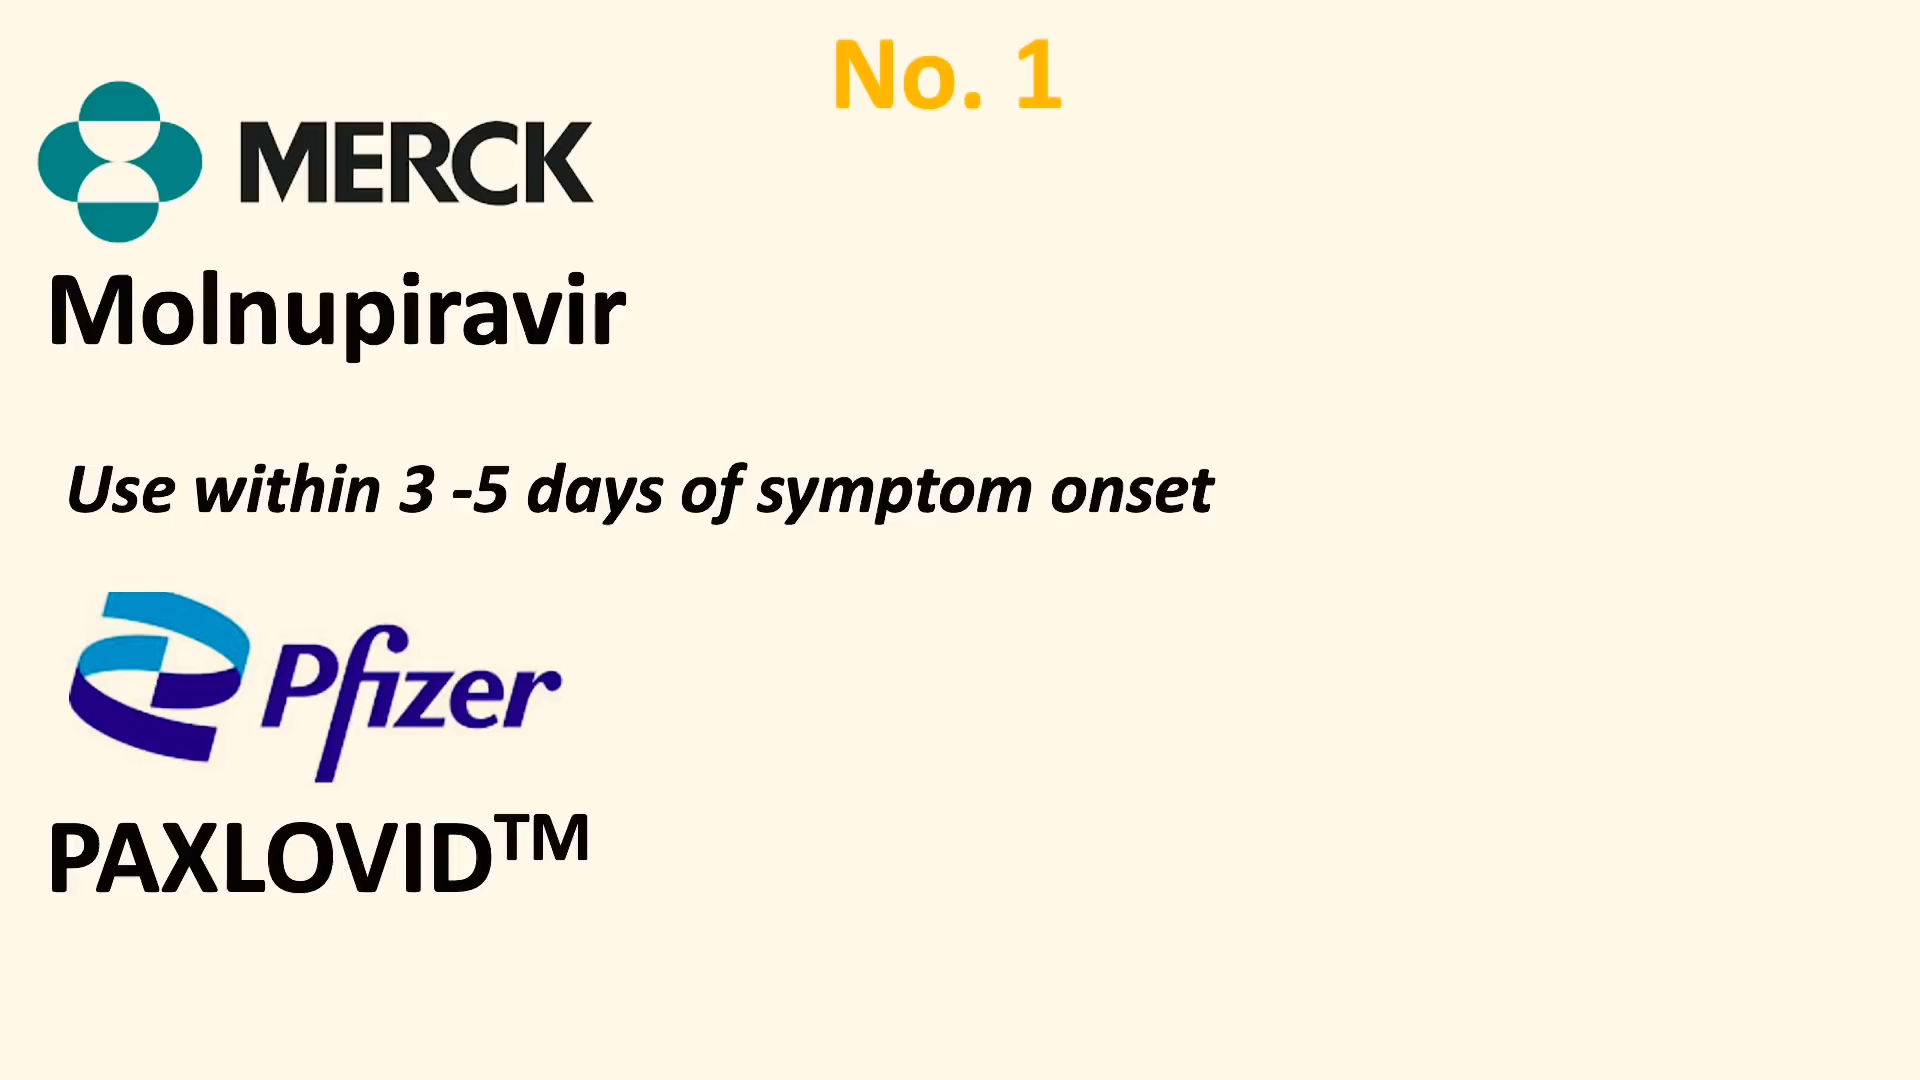 No. 1
MERCK
Molnupiravir
Use within 3 -5 days of symptom onset
Pfizer
PAXLOVID™